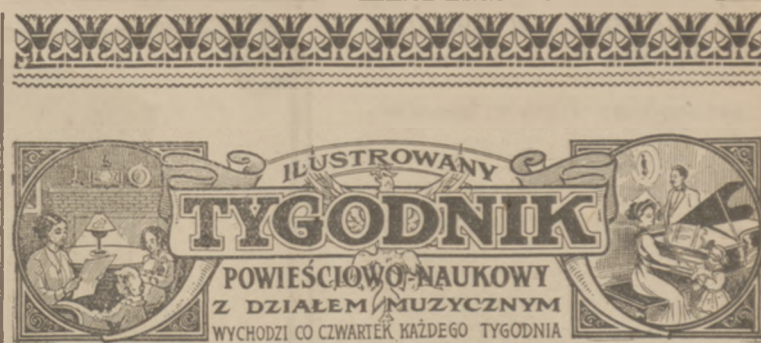 ILUSTROWANY
TYGODNIK
POWIEŚCIOWO-NAUKOWY
Z DZIAŁEM MUZYCZNYM
WYCHODZI CO CZWARTEK KAŻDEGO TYGODNIA